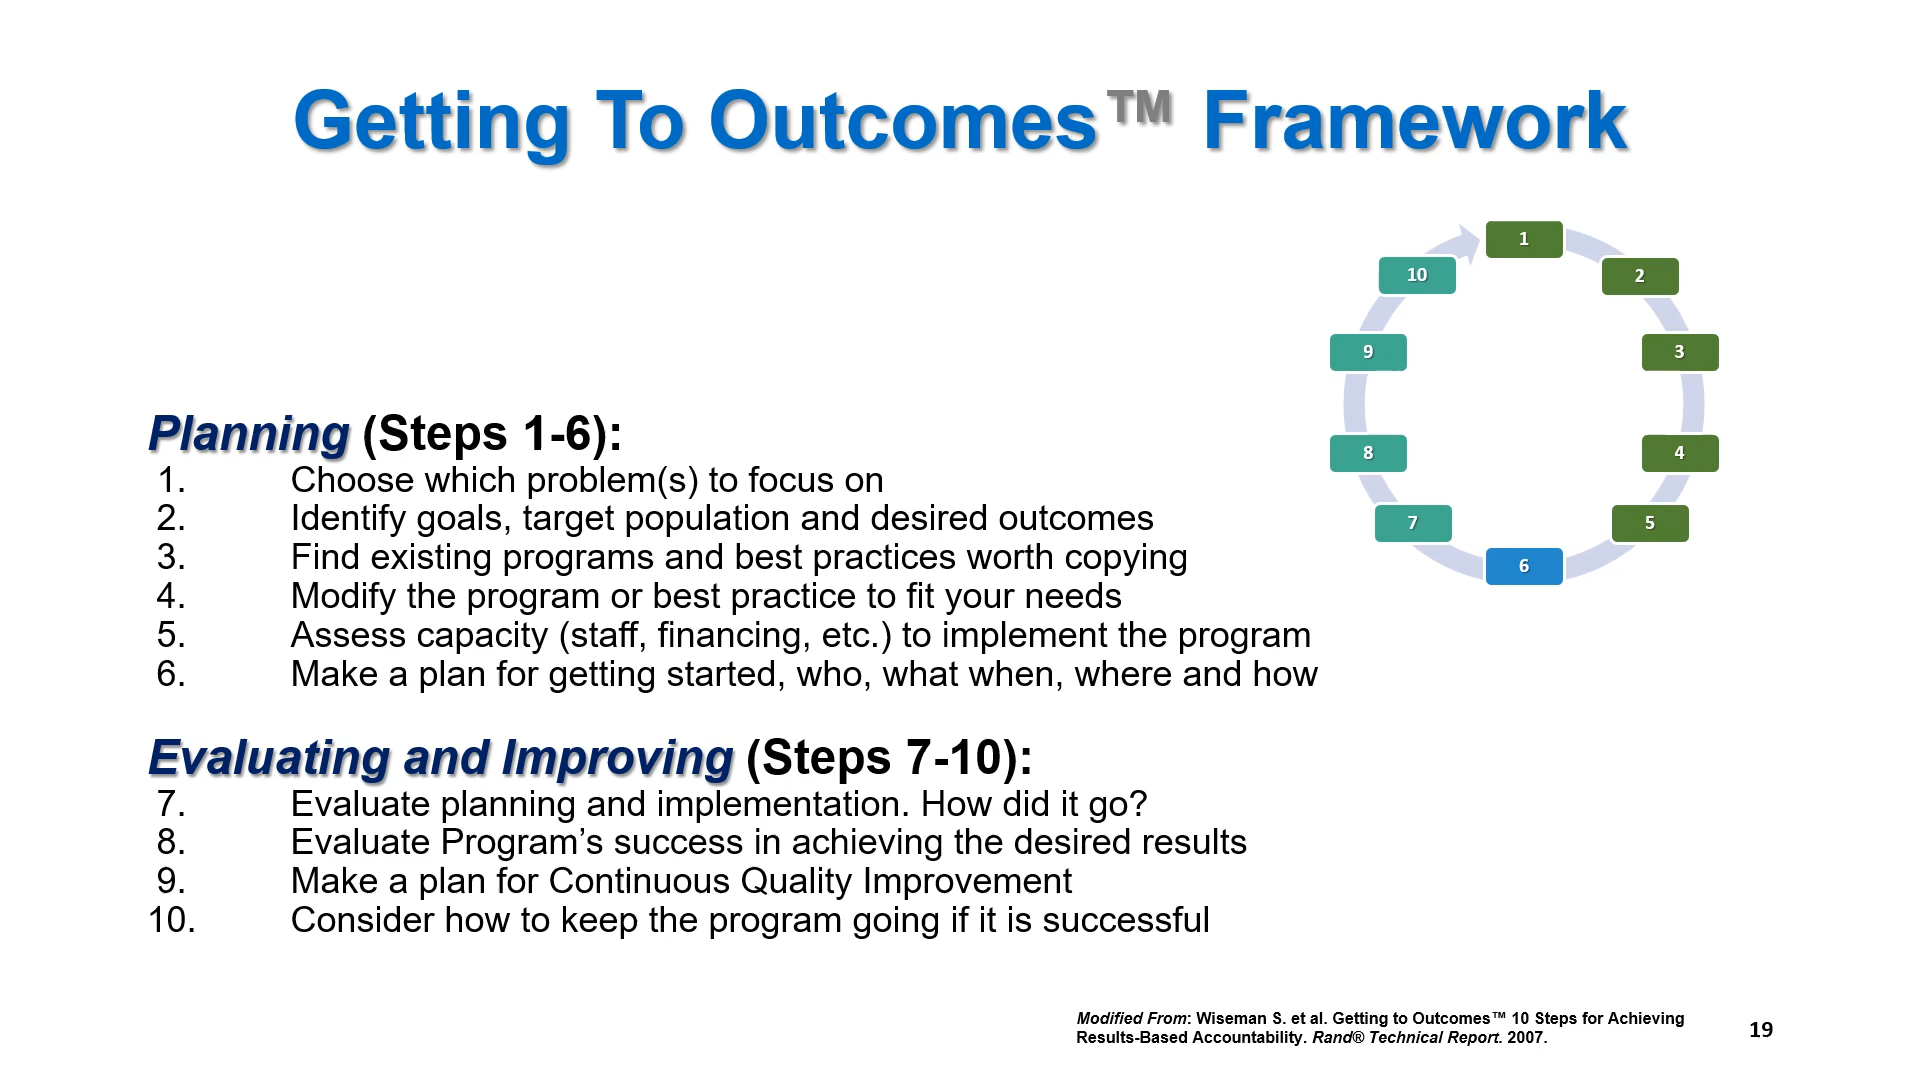 Getting To Outcomes™ Framework
1
2
3
4
5
6
7
8
9
10
Planning (Steps 1-6):
1. Choose which problem(s) to focus on
2. Identify goals, target population and desired outcomes
3. Find existing programs and best practices worth copying
4. Modify the program or best practice to fit your needs
5. Assess capacity (staff, financing, etc.) to implement the program
6. Make a plan for getting started, who, what when, where and how
Evaluating and Improving (Steps 7-10):
7. Evaluate planning and implementation. How did it go?
8. Evaluate Program’s success in achieving the desired results
9. Make a plan for Continuous Quality Improvement
10. Consider how to keep the program going if it is successful
Modified From: Wiseman S. et al. Getting to Outcomes™ 10 Steps for Achieving
Results-Based Accountability. Rand® Technical Report. 2007.
19